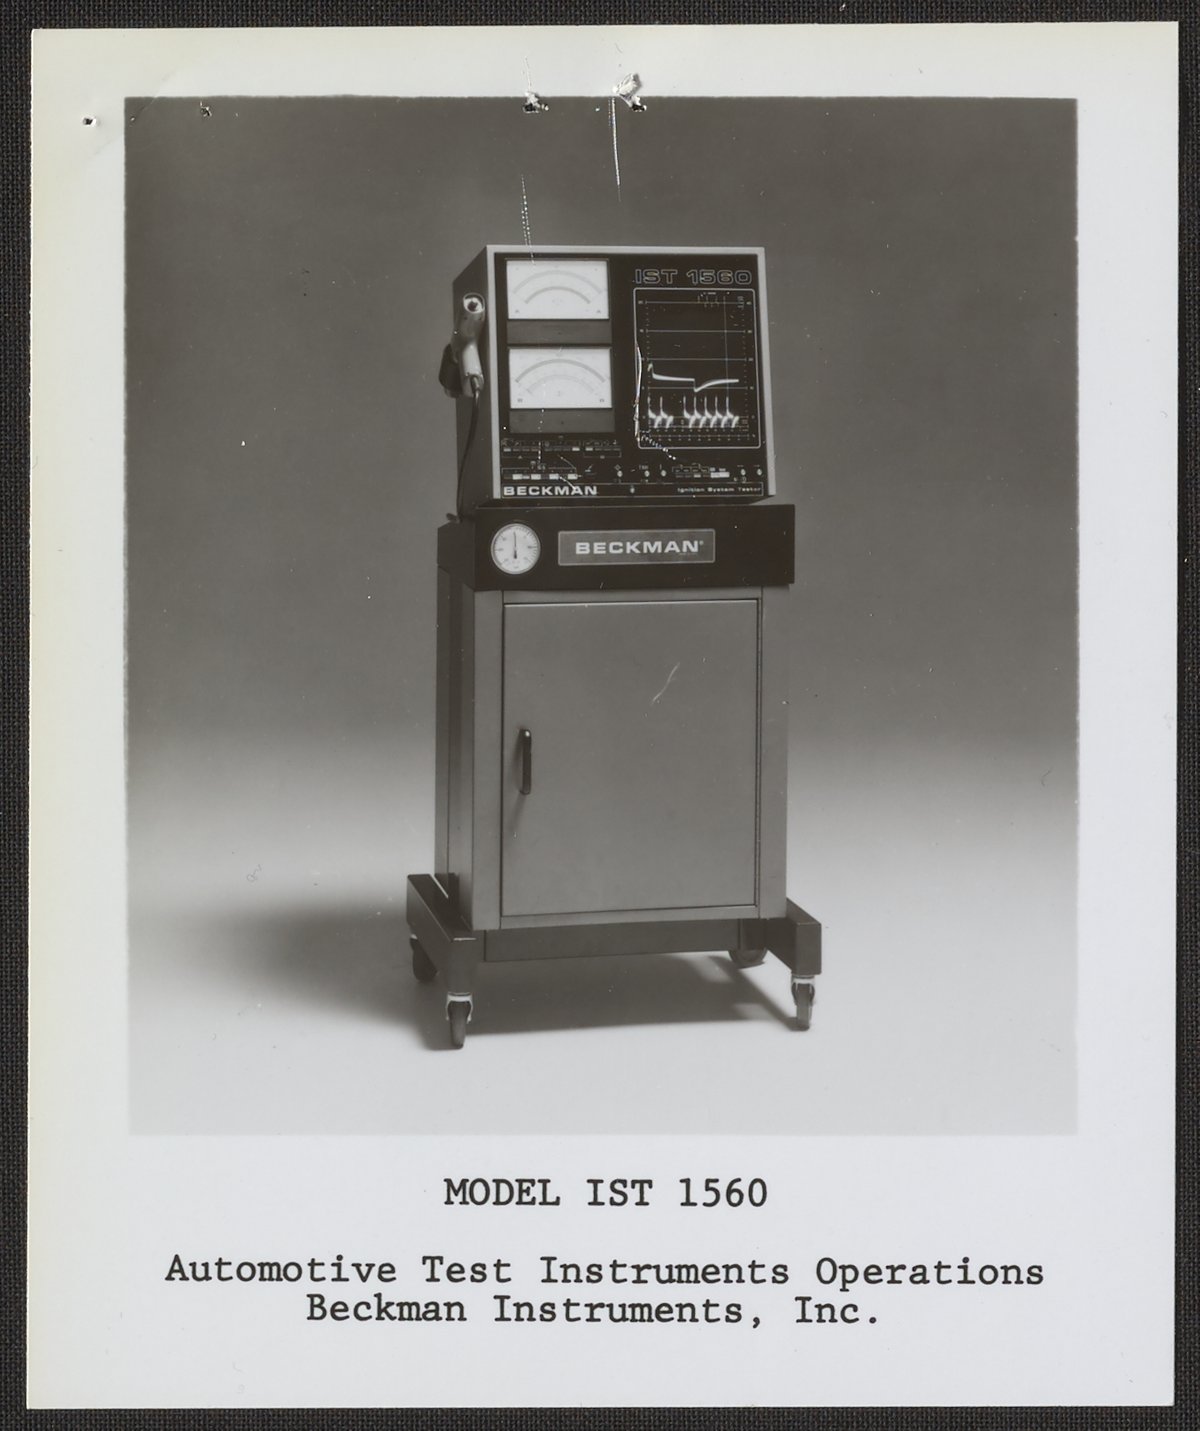 IST 1560
BECKMAN
Ignition System Tester
BECKMAN®
MODEL IST 1560
Automotive Test Instruments Operations
Beckman Instruments, Inc.